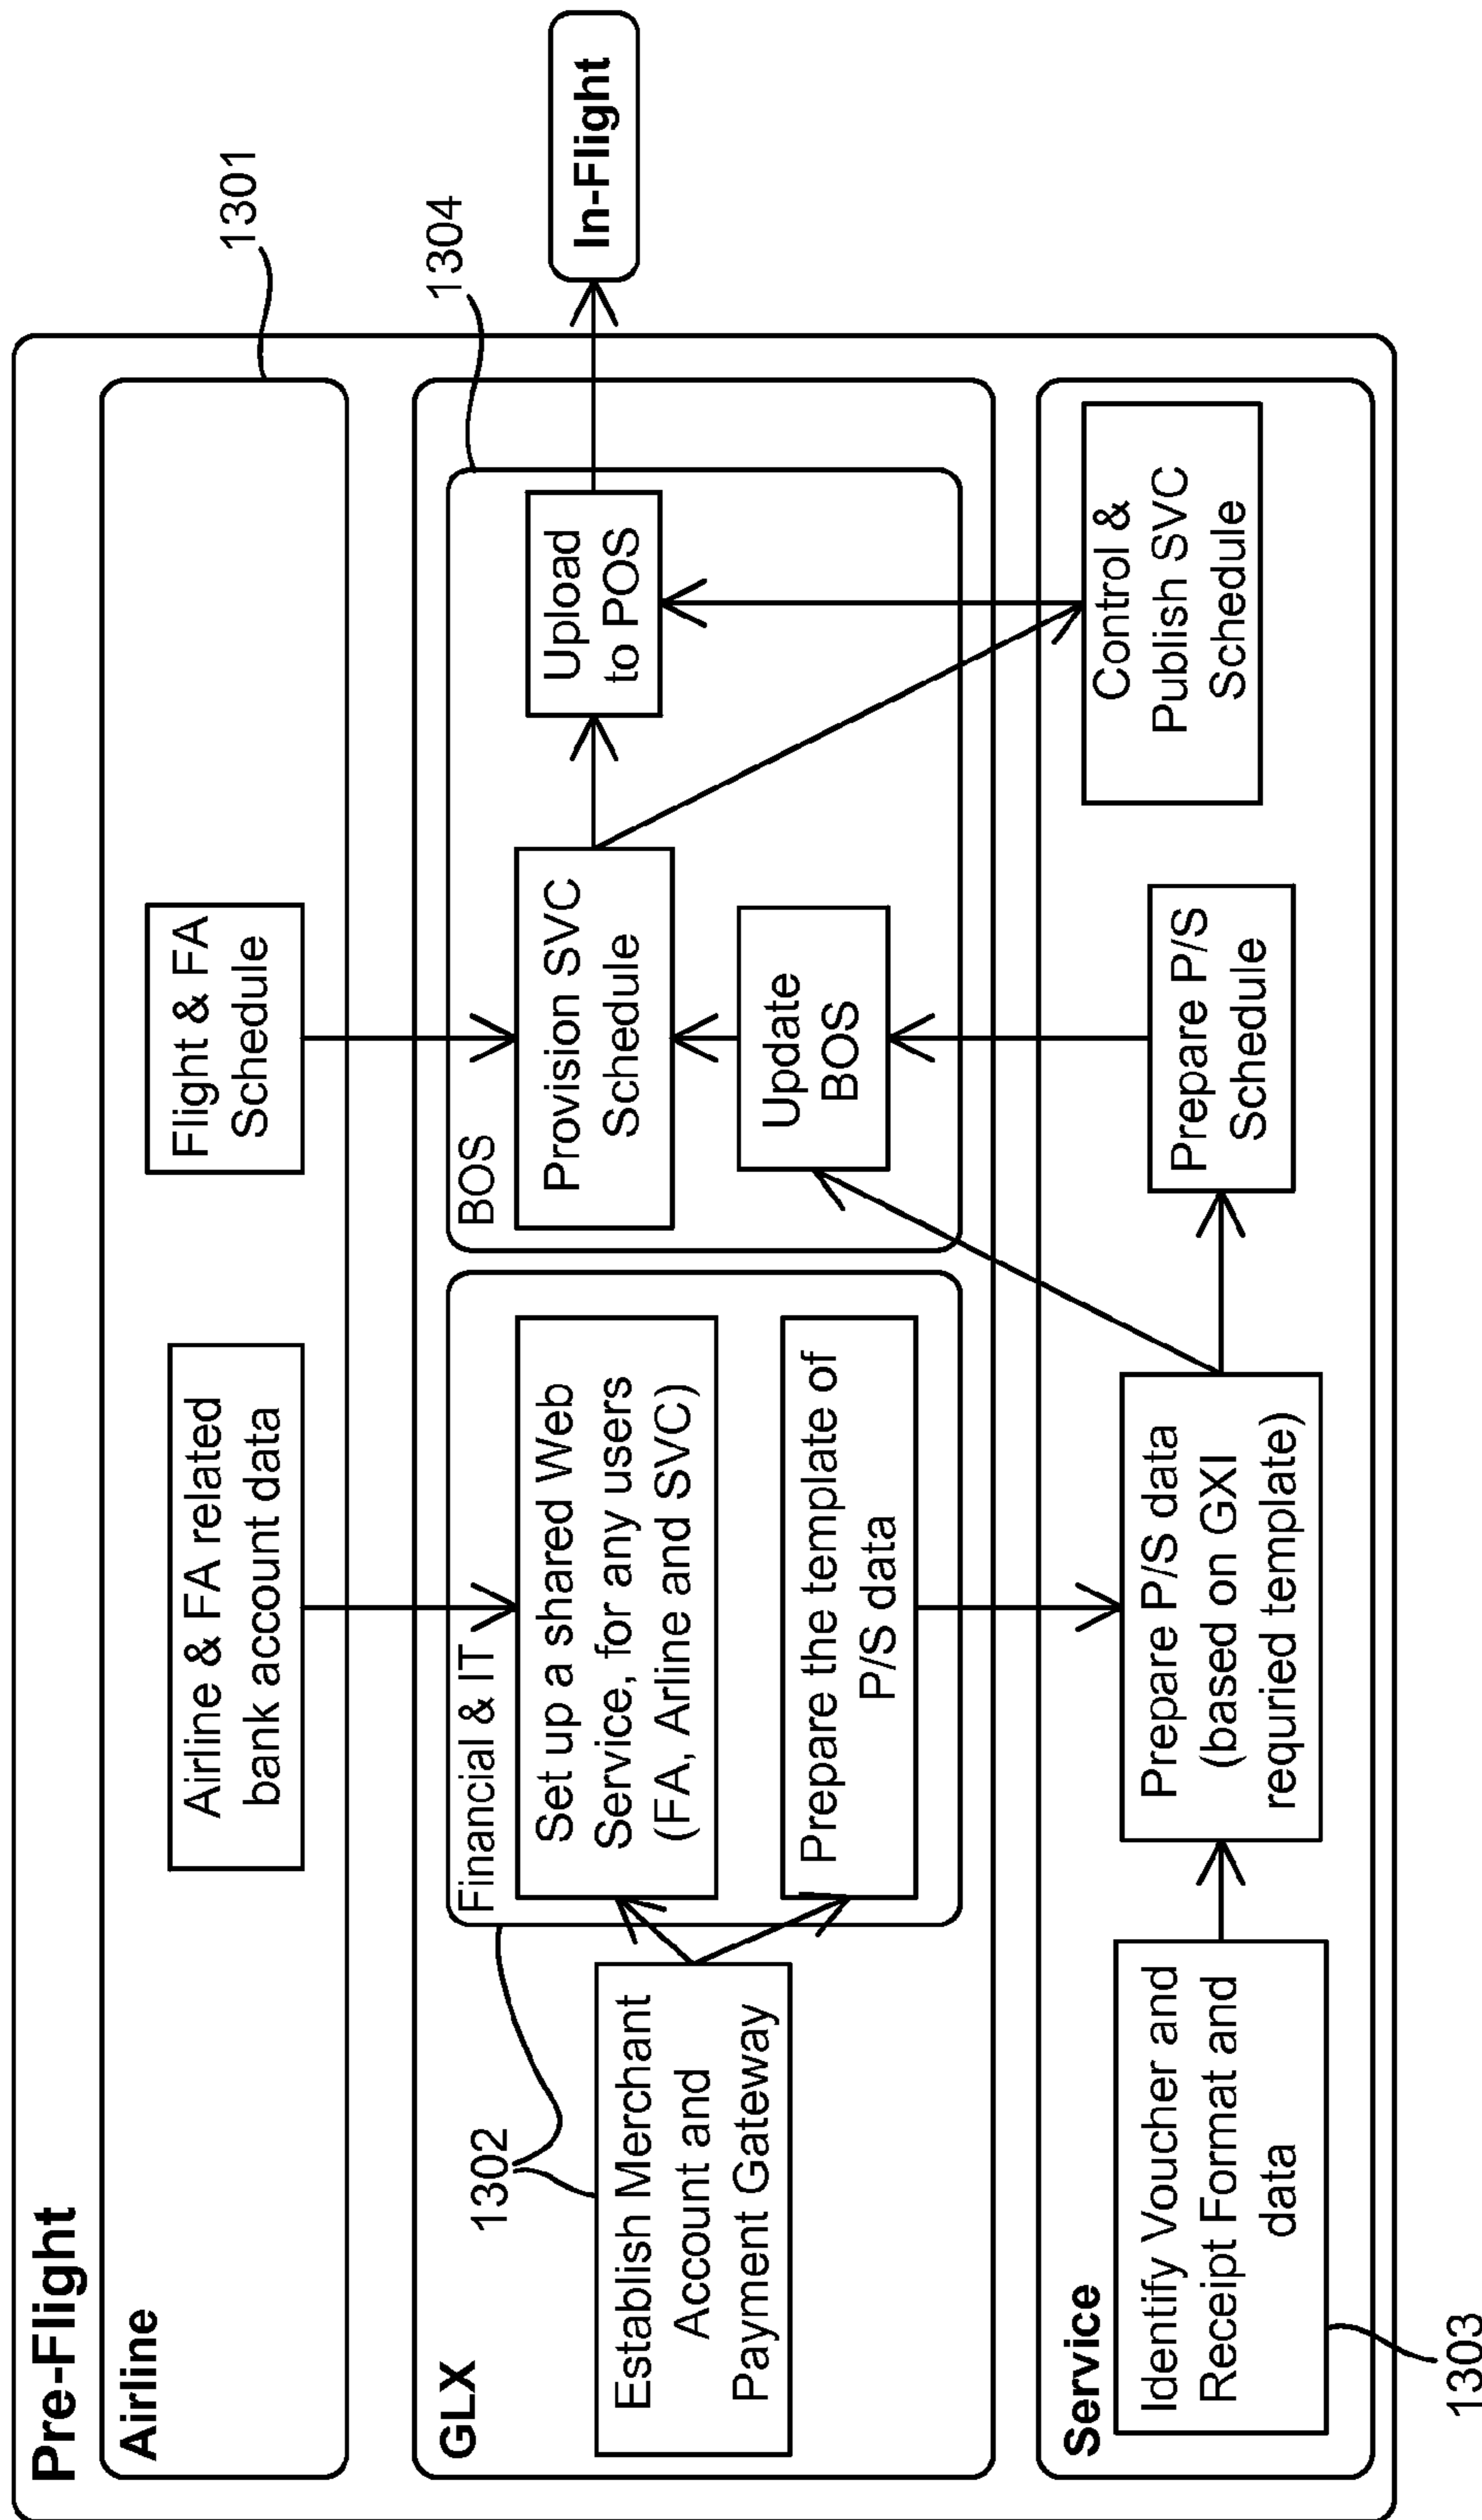 Pre-Flight
Airline
1301
Airline & FA related
bank account data
Flight & FA
Schedule
GLX
1302
1304
Establish Merchant
Account and
Payment Gateway
Financial & IT
Set up a shared Web
Service, for any users
(FA, Arline and SVC)
Prepare the template of
P/S data
BOS
Provision SVC
Schedule
Update
BOS
Upload
to POS
In-Flight
Service
Identify Voucher and
Receipt Format and
data
1303
Prepare P/S data
(based on GXI
requried template)
Prepare P/S
Schedule
Control &
Publish SVC
Schedule